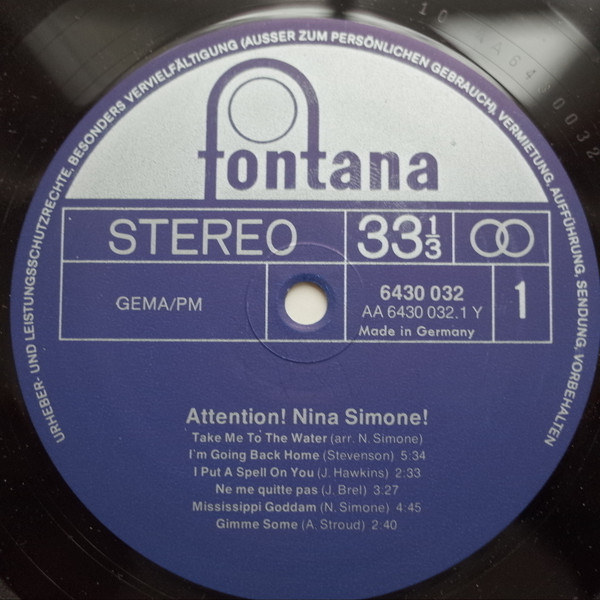 URHEBER- UND LEISTUNGSSCHUTZRECHTE, BESONDERS VERVIELFÄLTIGUNG (AUSSER ZUM PERSÖNLICHEN GEBRAUCH), VERMIETUNG, AUFFÜHRUNG, SENDUNG, VORBEHALTEN
fontana
STEREO 33⅓
GEMA/PM
6430 032
AA 6430 032.1 Y
Made in Germany
1
Attention! Nina Simone!
Take Me To The Water (arr. N. Simone)
I'm Going Back Home (Stevenson) 5:34
I Put A Spell On You (J. Hawkins) 2:33
Ne me quitte pas (J. Brel) 3:27
Mississippi Goddam (N. Simone) 4:45
Gimme Some (A. Stroud) 2:40